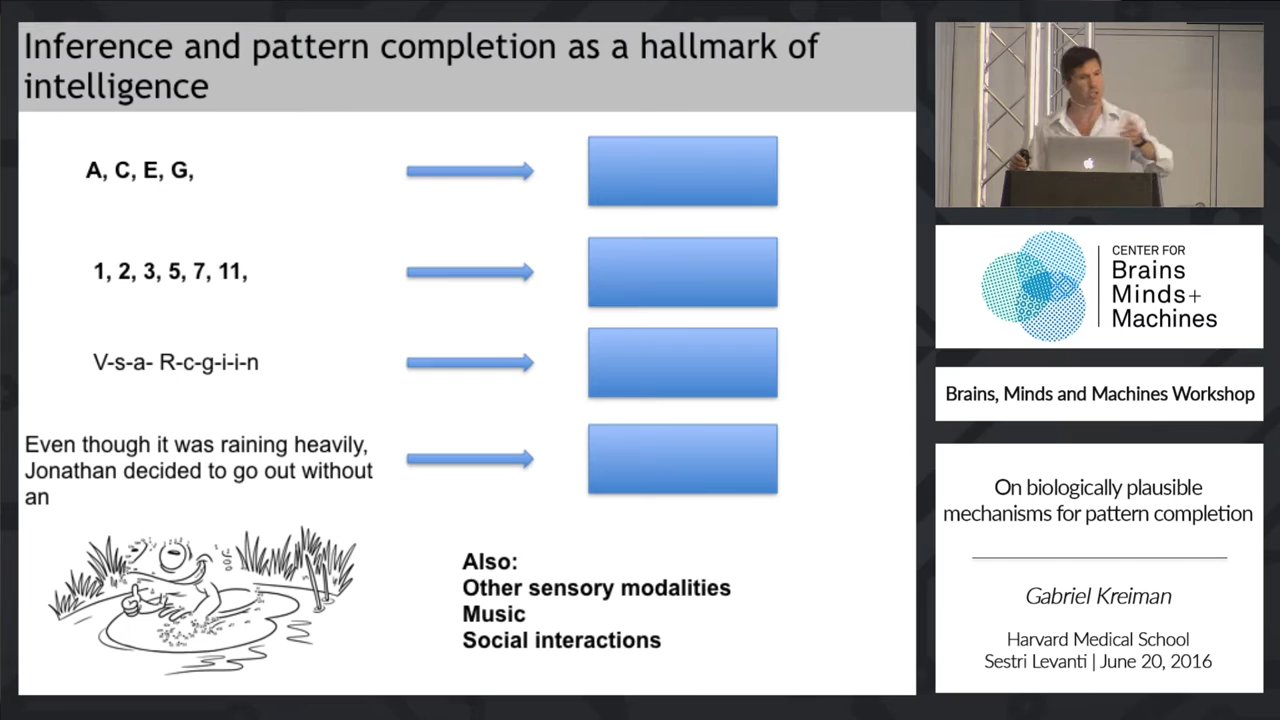 Inference and pattern completion as a hallmark of
intelligence
A, C, E, G,
1, 2, 3, 5, 7, 11,
V-s-a- R-c-g-i-i-n
Even though it was raining heavily,
Jonathan decided to go out without
an
Also:
Other sensory modalities
Music
Social interactions
CENTER FOR
Brains
Minds+
Machines
Brains, Minds and Machines Workshop
On biologically plausible
mechanisms for pattern completion
Gabriel Kreiman
Harvard Medical School
Sestri Levanti | June 20, 2016